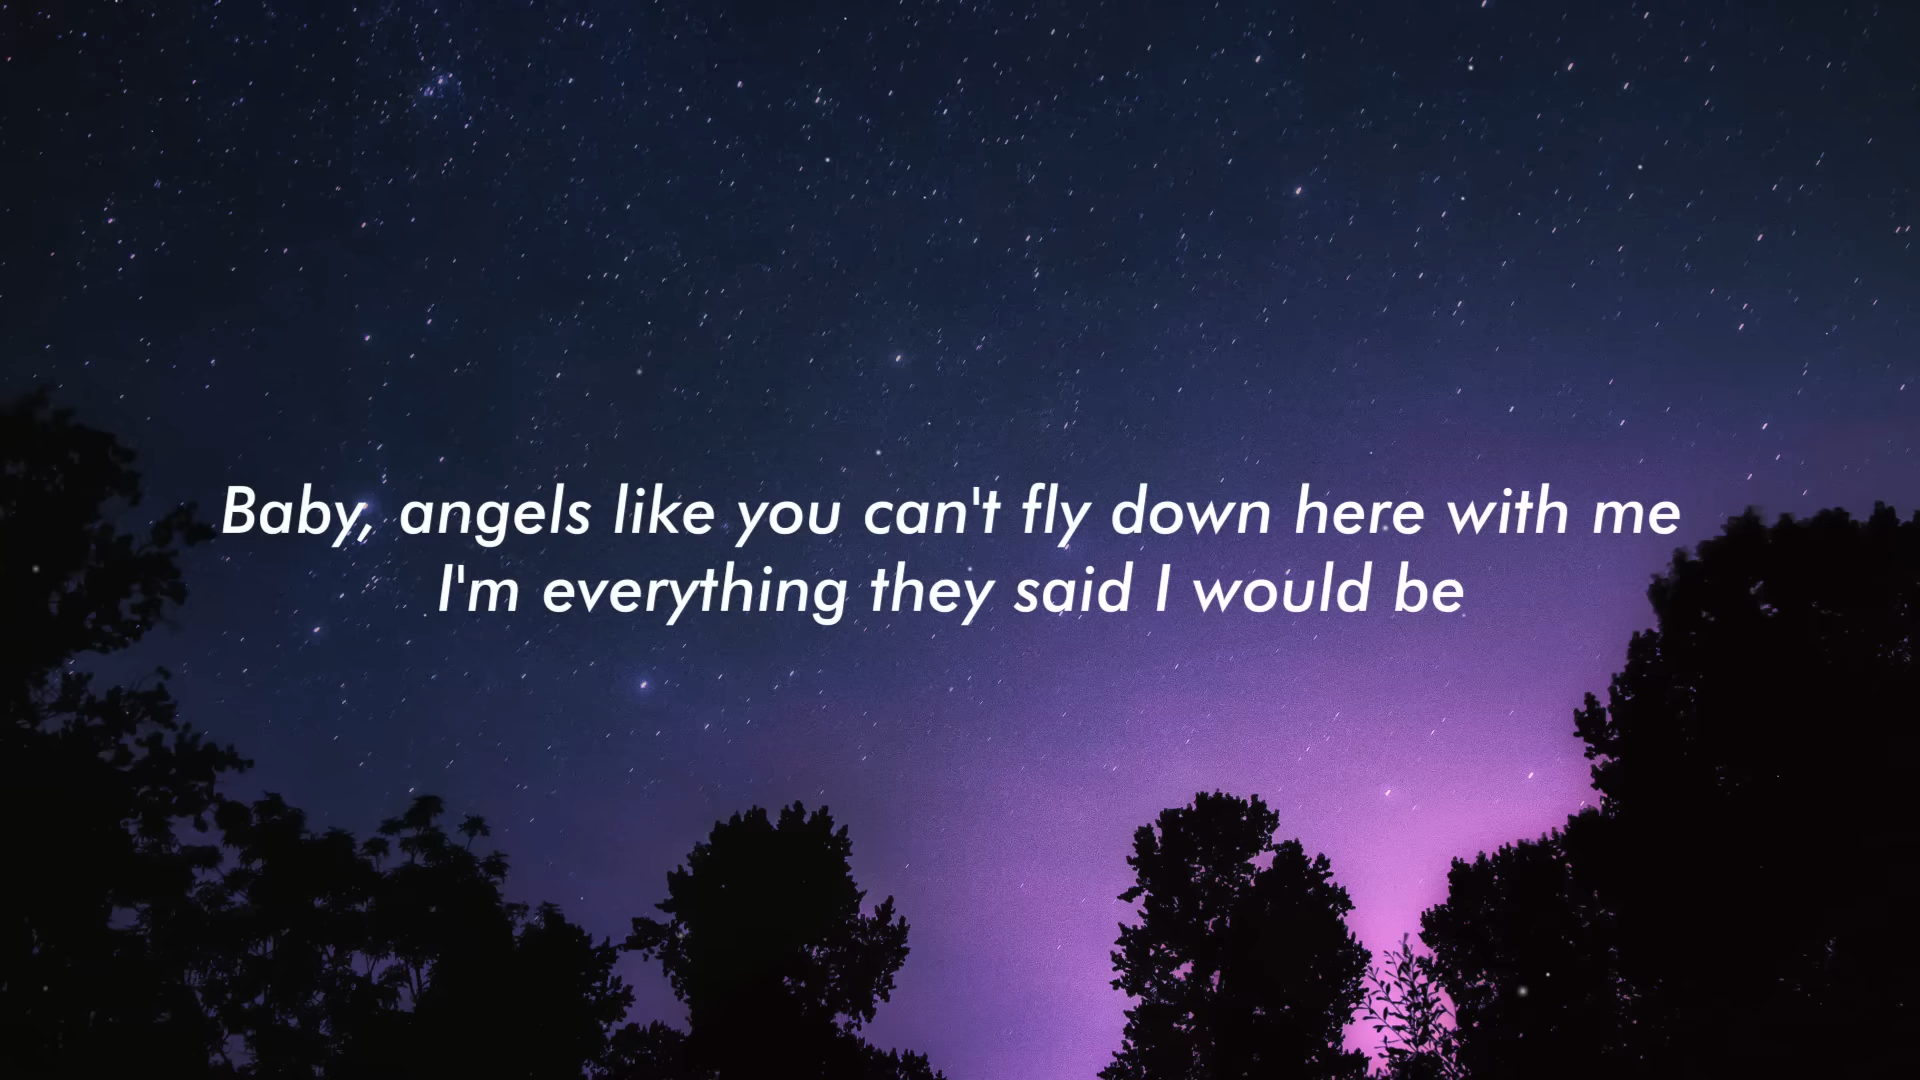 Baby, angels like you can't fly down here with me
I'm everything they said I would be